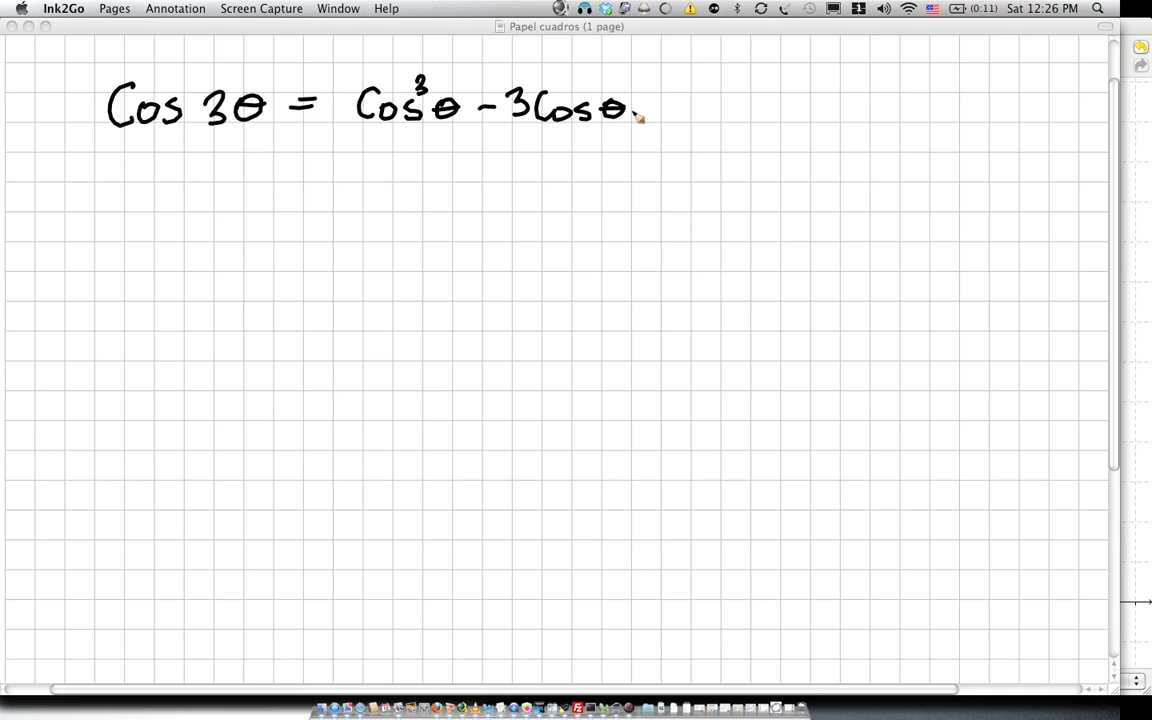 Ink2Go Pages Annotation Screen Capture Window Help (0:11) Sat 12:26 PM
Papel cuadros (1 page)
Cos 3θ = Cos³θ - 3Cosθ